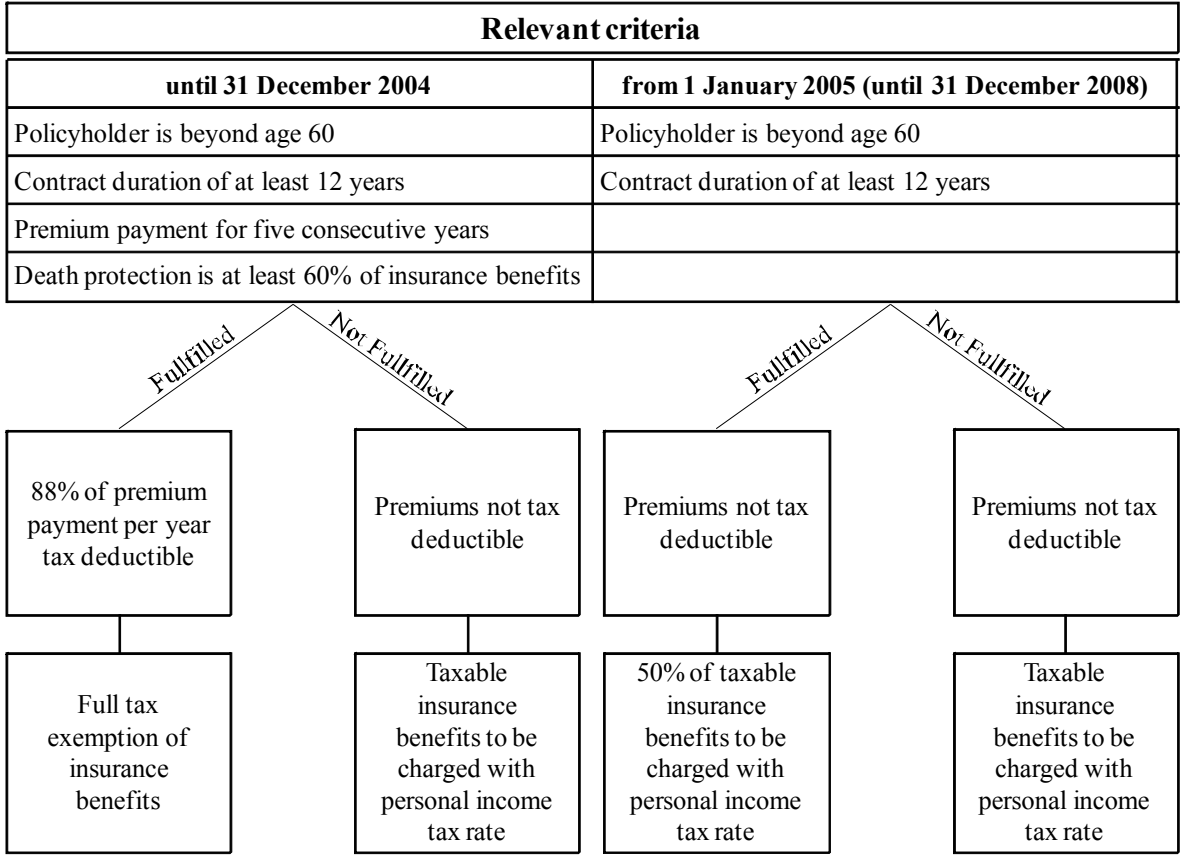 Relevant criteria
until 31 December 2004
from 1 January 2005 (until 31 December 2008)
Policyholder is beyond age 60
Policyholder is beyond age 60
Contract duration of at least 12 years
Contract duration of at least 12 years
Premium payment for five consecutive years
Death protection is at least 60% of insurance benefits
Fullfilled
Not Fullfilled
Fullfilled
Not Fullfilled
88% of premium
payment per year
tax deductible
Premiums not tax
deductible
Premiums not tax
deductible
Premiums not tax
deductible
Full tax
exemption of
insurance
benefits
Taxable
insurance
benefits to be
charged with
personal income
tax rate
50% of taxable
insurance
benefits to be
charged with
personal income
tax rate
Taxable
insurance
benefits to be
charged with
personal income
tax rate